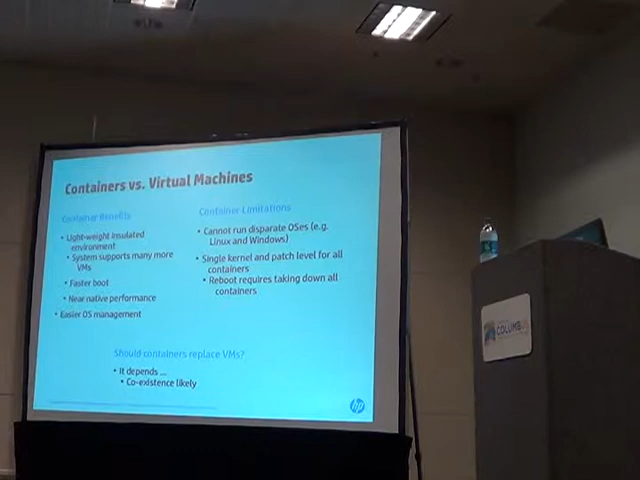 Containers vs. Virtual Machines
Container Benefits
• Light-weight insulated
environment
• System supports many more
VMs
• Faster boot
• Near native performance
• Easier OS management
Container Limitations
• Cannot run disparate OSes (e.g.
Linux and Windows)
• Single kernel and patch level for all
containers
• Reboot requires taking down all
containers
Should containers replace VMs?
• It depends ...
• Co-existence likely
hp
COLUMBUS